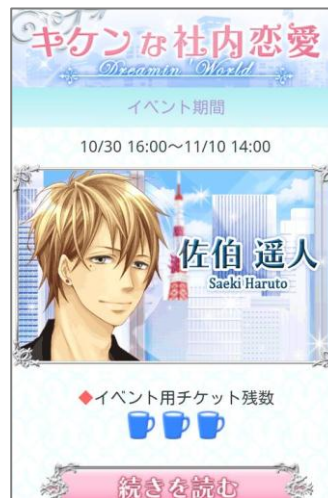 キケンな社内恋愛
Dreamin' World
イベント期間
10/30 16:00～11/10 14:00
佐伯 遥人
Saeki Haruto
◆イベント用チケット残数
続きを読む